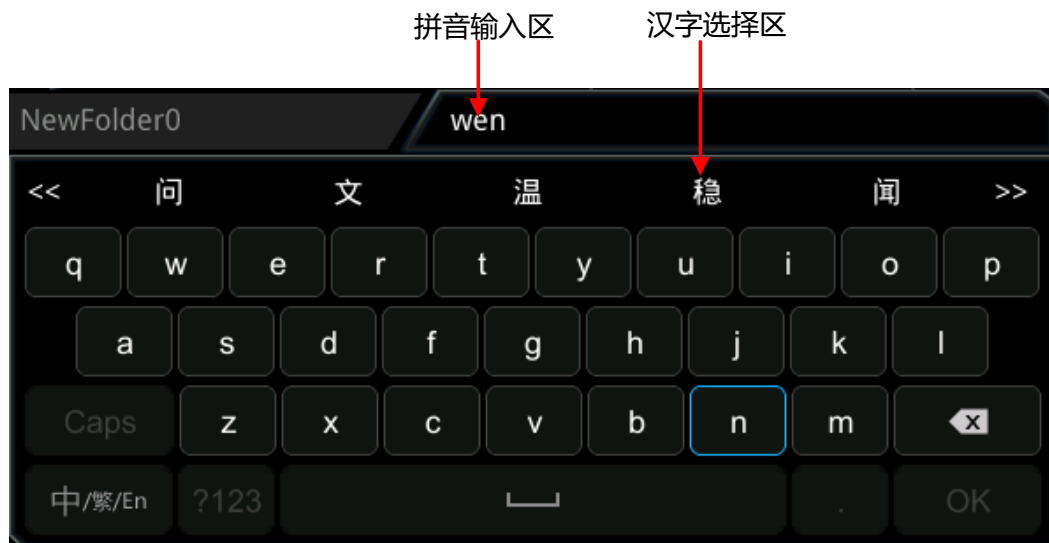 拼音输入区 汉字选择区
NewFolder0 wen
<< 问 文 温 稳 闻 >>
q w e r t y u i o p
a s d f g h j k l
Caps z x c v b n m x
中/繁/En ?123 . OK